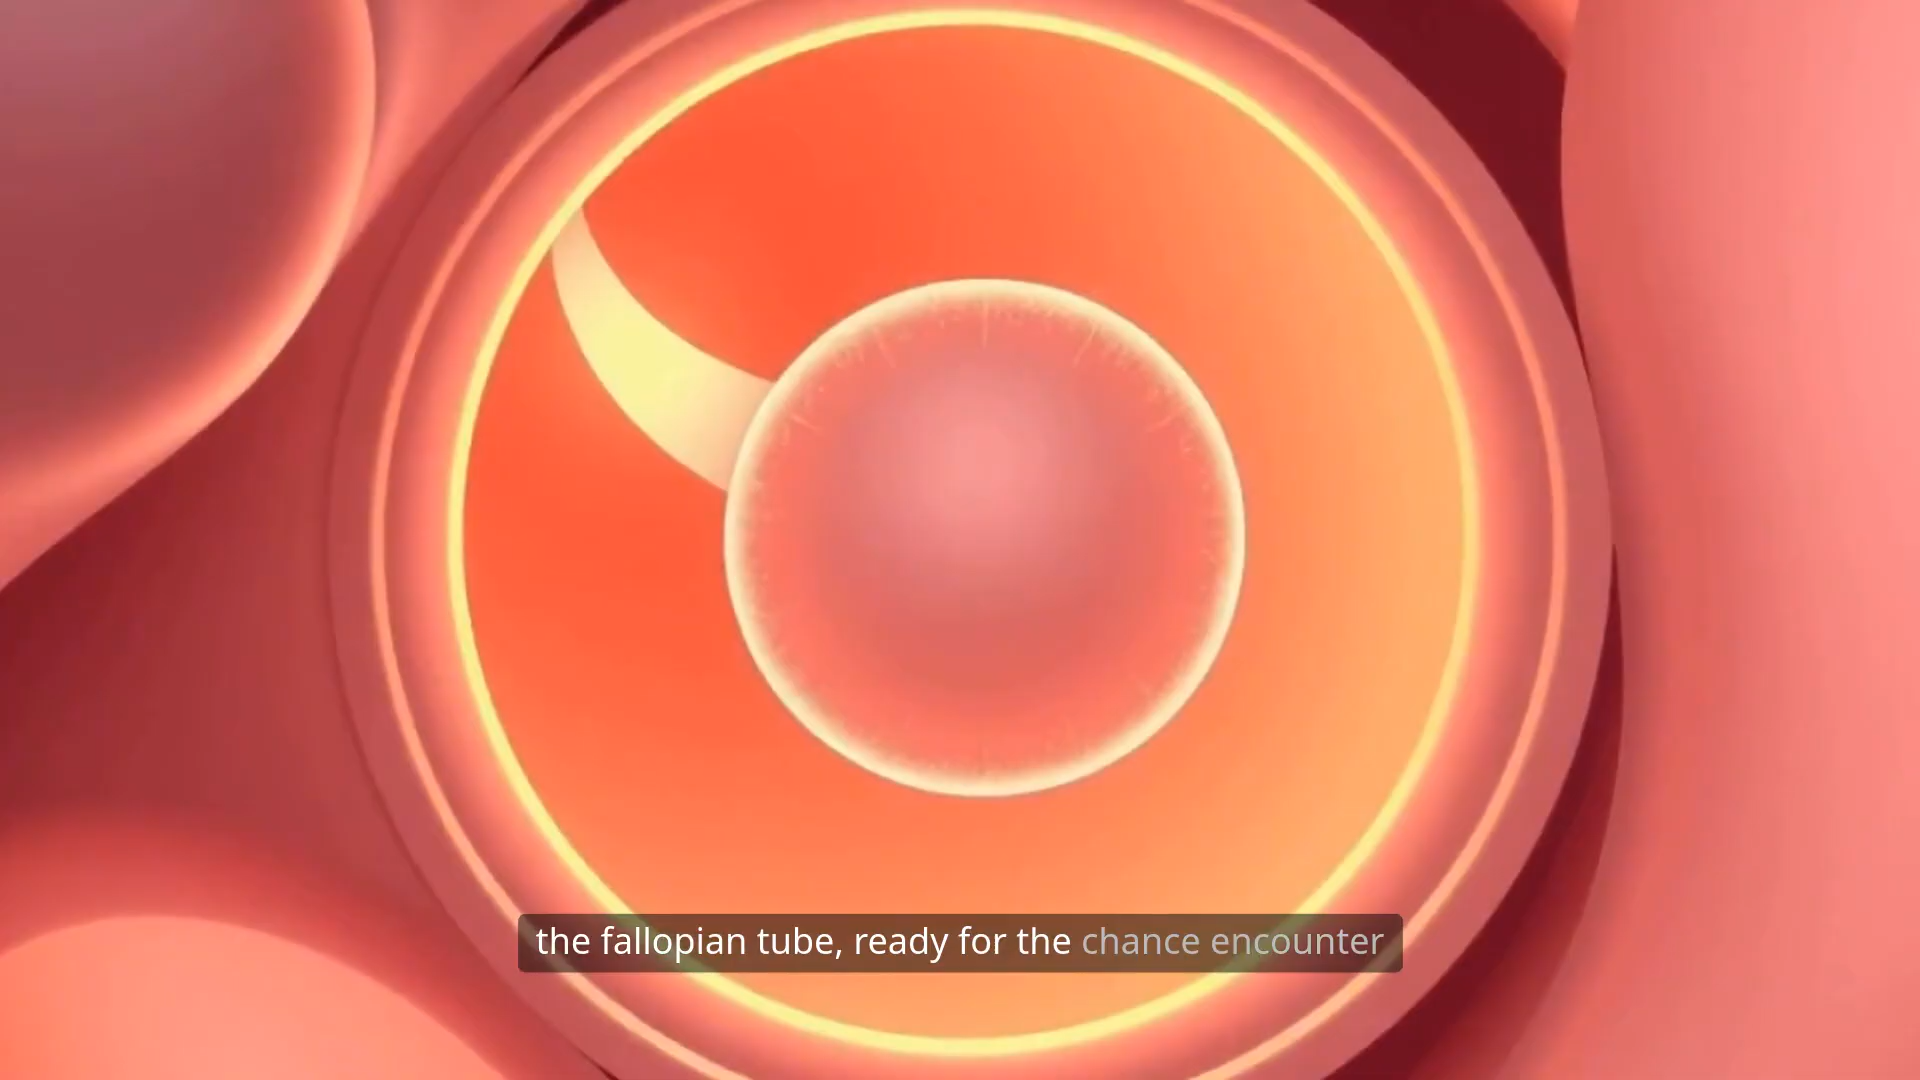 the fallopian tube, ready for the chance encounter